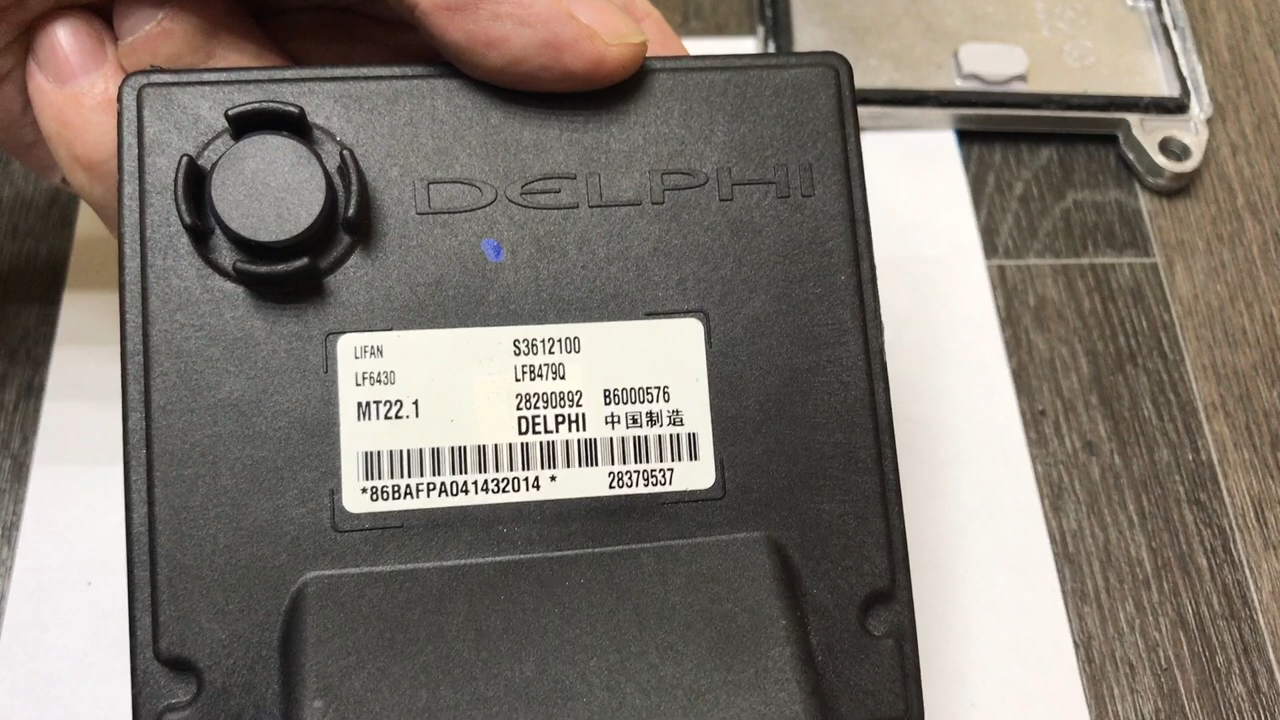 DELPHI
LIFAN S3612100
LF6430 LFB479Q
MT22.1 28290892 B6000576
DELPHI 中国制造
*86BAFPA041432014 * 28379537